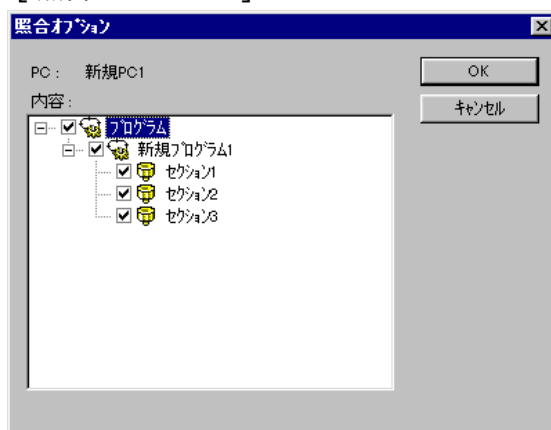 照合ｵﾌﾟｼｮﾝ
PC : 新規PC1
OK
内容 :
ｷｬﾝｾﾙ
ﾌﾟﾛｸﾞﾗﾑ
新規ﾌﾟﾛｸﾞﾗﾑ1
ｾｸｼｮﾝ1
ｾｸｼｮﾝ2
ｾｸｼｮﾝ3